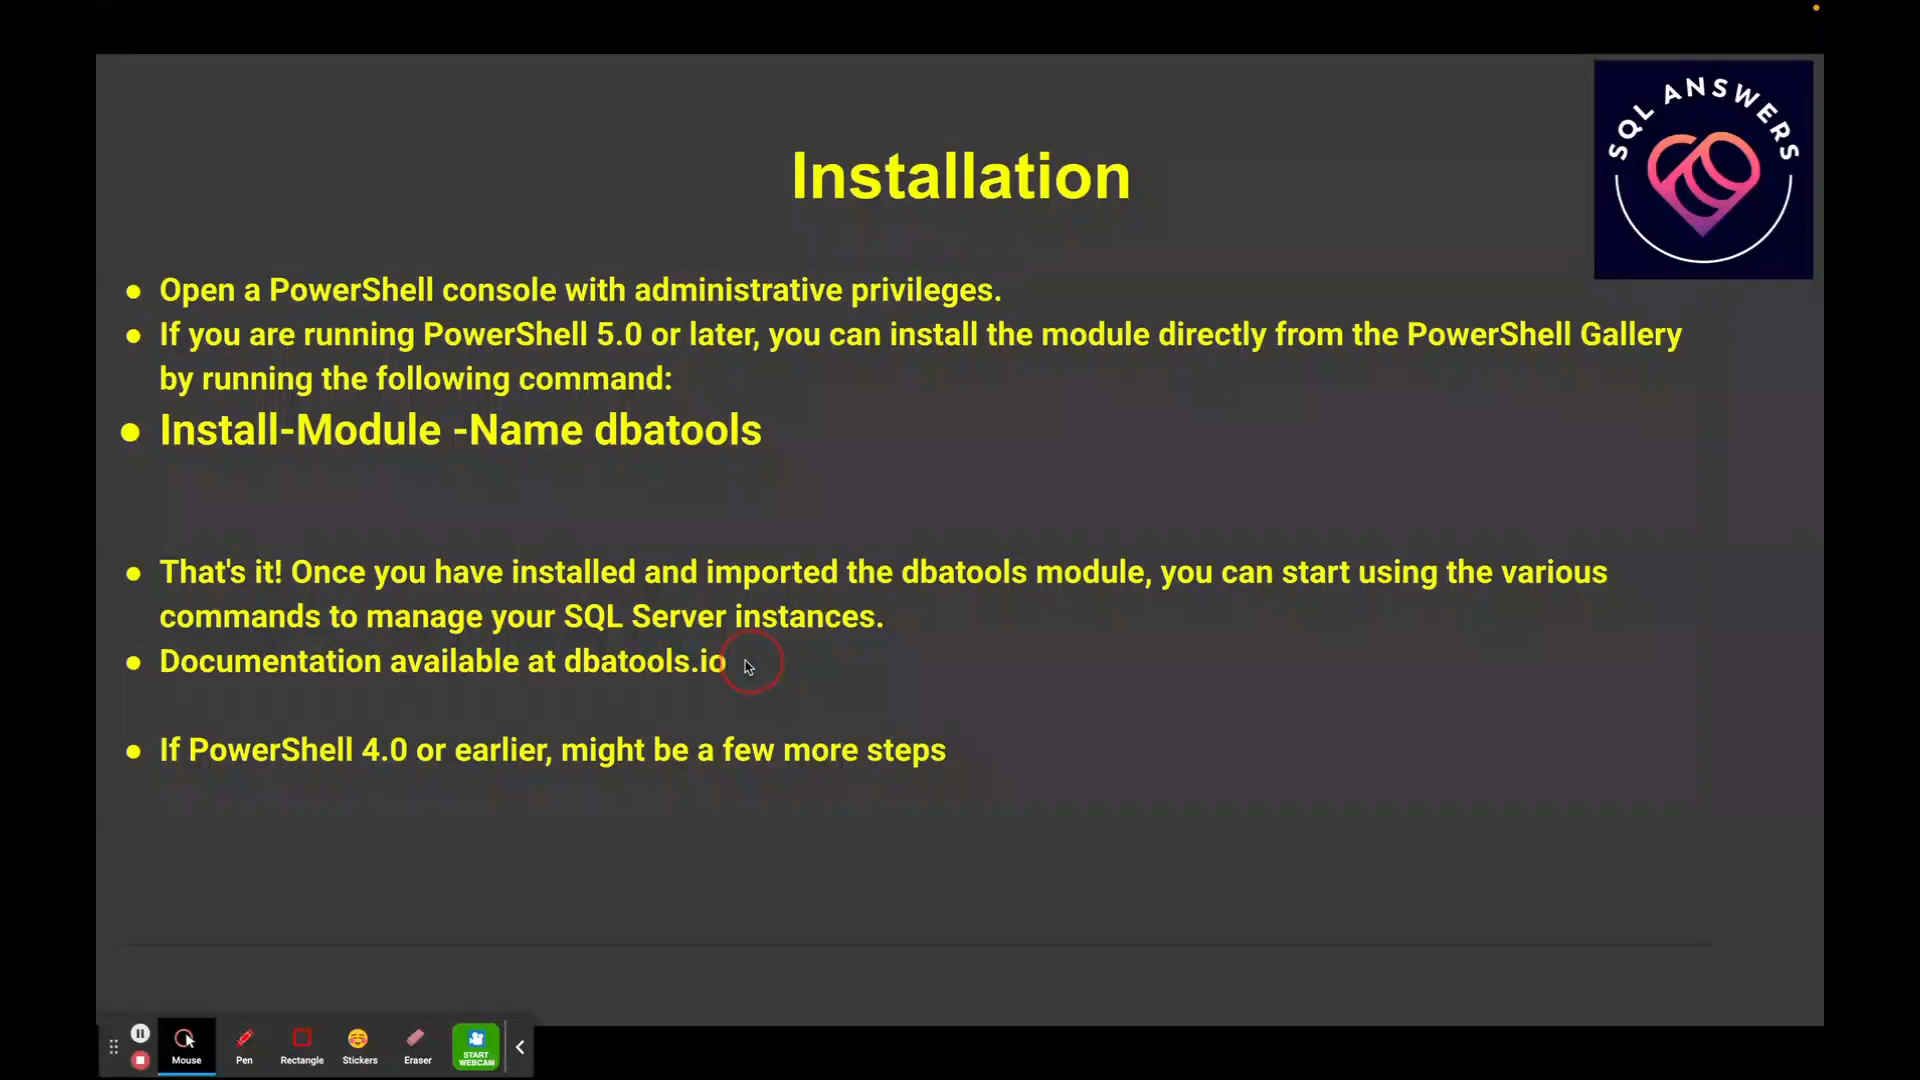 SQL ANSWERS
Installation
● Open a PowerShell console with administrative privileges.
● If you are running PowerShell 5.0 or later, you can install the module directly from the PowerShell Gallery
by running the following command:
● Install-Module -Name dbatools
● That's it! Once you have installed and imported the dbatools module, you can start using the various
commands to manage your SQL Server instances.
● Documentation available at dbatools.io
● If PowerShell 4.0 or earlier, might be a few more steps
Mouse Pen Rectangle Stickers Eraser START
WEBCAM